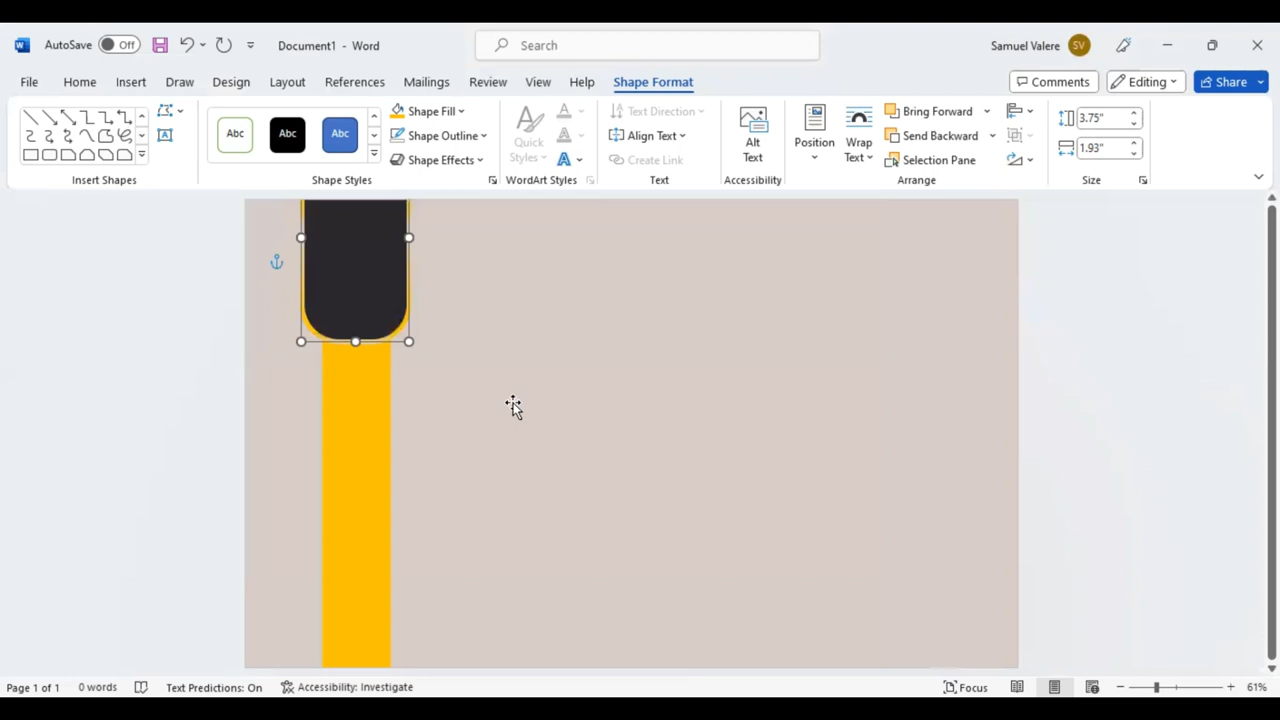 AutoSave Off Document1 - Word Search Samuel Valere SV
File Home Insert Draw Design Layout References Mailings Review View Help Shape Format Comments Editing Share
Abc Abc Abc Shape Fill Shape Outline Shape Effects
Quick Styles
Text Direction Align Text Create Link
Alt Text
Position
Wrap Text
Bring Forward Send Backward Selection Pane
3.75"
1.93"
Insert Shapes Shape Styles WordArt Styles Text Accessibility Arrange Size
Page 1 of 1 0 words Text Predictions: On Accessibility: Investigate Focus 61%